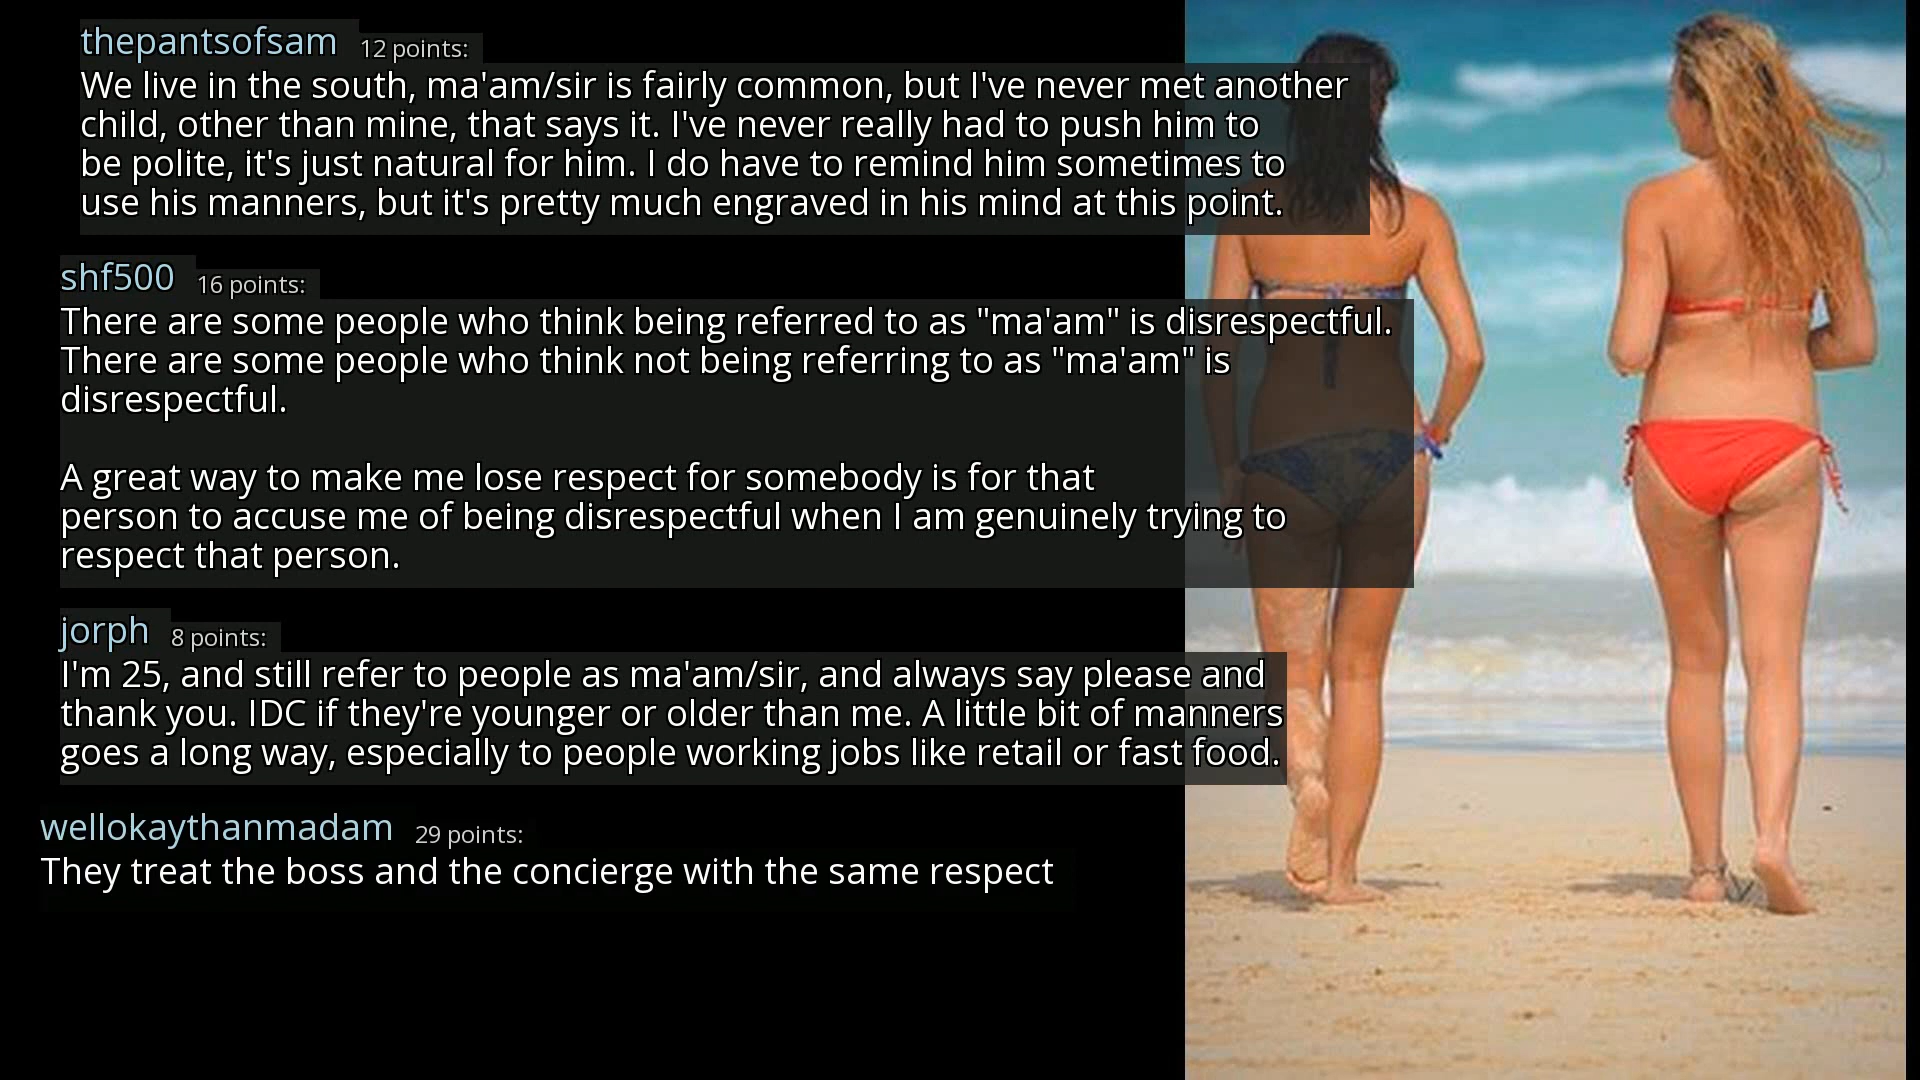 thepantsofsam 12 points:
We live in the south, ma'am/sir is fairly common, but I've never met another
child, other than mine, that says it. I've never really had to push him to
be polite, it's just natural for him. I do have to remind him sometimes to
use his manners, but it's pretty much engraved in his mind at this point.
shf500 16 points:
There are some people who think being referred to as "ma'am" is disrespectful.
There are some people who think not being referring to as "ma'am" is
disrespectful.
A great way to make me lose respect for somebody is for that
person to accuse me of being disrespectful when I am genuinely trying to
respect that person.
jorph 8 points:
I'm 25, and still refer to people as ma'am/sir, and always say please and
thank you. IDC if they're younger or older than me. A little bit of manners
goes a long way, especially to people working jobs like retail or fast food.
wellokaythanmadam 29 points:
They treat the boss and the concierge with the same respect